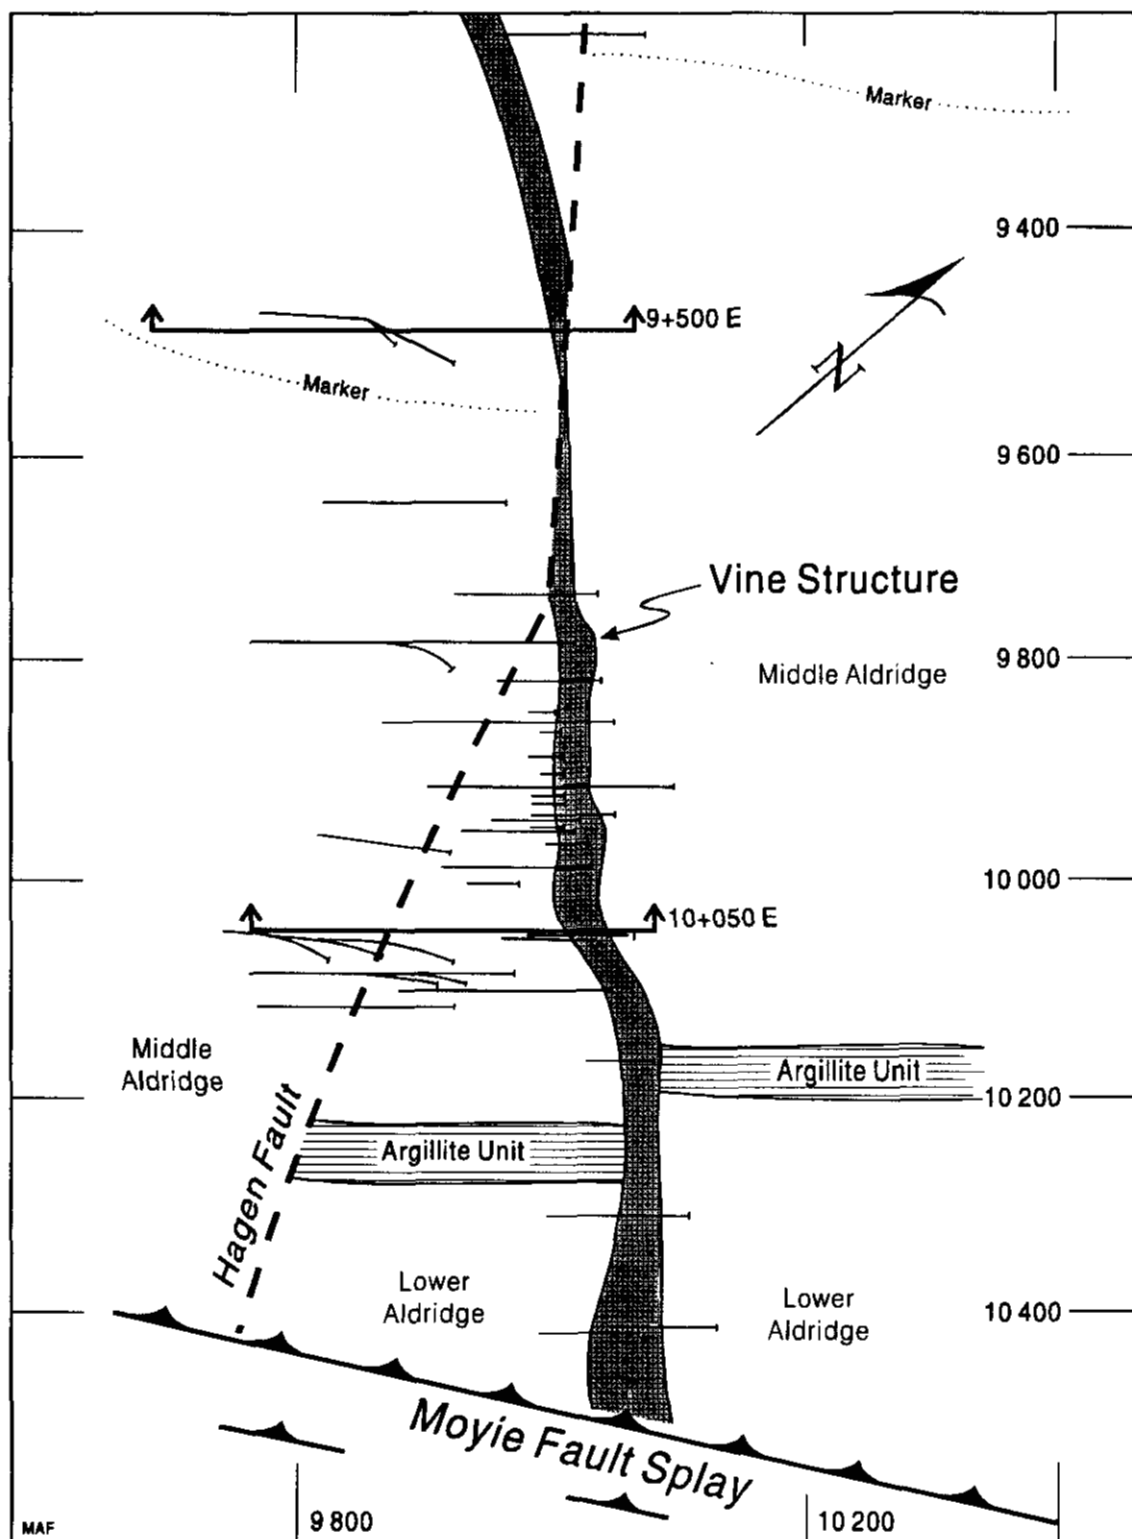 Marker
9 400
9+500 E
N
Marker
9 600
Vine Structure
Middle Aldridge
9 800
10 000
10+050 E
Middle
Aldridge
Argillite Unit
10 200
Argillite Unit
Hagen Fault
Lower
Aldridge
Lower
Aldridge
10 400
Moyie Fault Splay
MAF
9 800
10 200